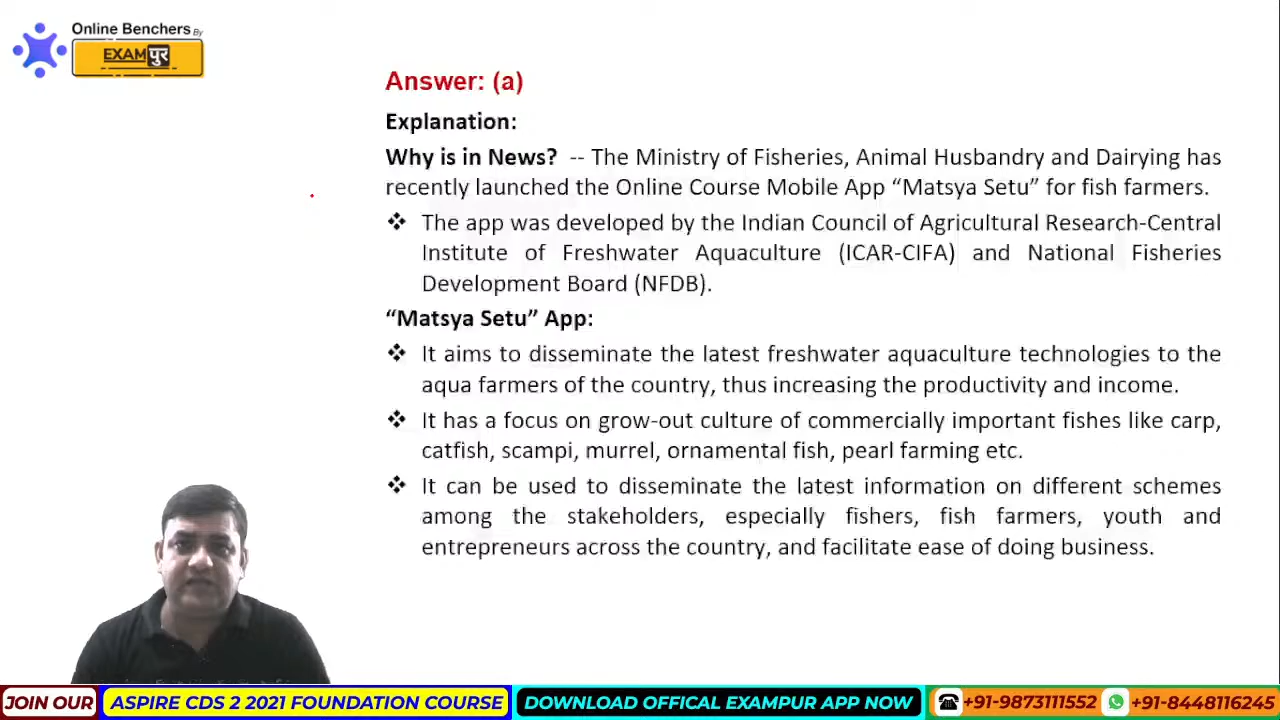 Online Benchers By
EXAMपुर
Answer: (a)
Explanation:
Why is in News? -- The Ministry of Fisheries, Animal Husbandry and Dairying has
recently launched the Online Course Mobile App “Matsya Setu” for fish farmers.
❖ The app was developed by the Indian Council of Agricultural Research-Central
Institute of Freshwater Aquaculture (ICAR-CIFA) and National Fisheries
Development Board (NFDB).
“Matsya Setu” App:
❖ It aims to disseminate the latest freshwater aquaculture technologies to the
aqua farmers of the country, thus increasing the productivity and income.
❖ It has a focus on grow-out culture of commercially important fishes like carp,
catfish, scampi, murrel, ornamental fish, pearl farming etc.
❖ It can be used to disseminate the latest information on different schemes
among the stakeholders, especially fishers, fish farmers, youth and
entrepreneurs across the country, and facilitate ease of doing business.
JOIN OUR ASPIRE CDS 2 2021 FOUNDATION COURSE DOWNLOAD OFFICAL EXAMPUR APP NOW +91-9873111552 +91-8448116245